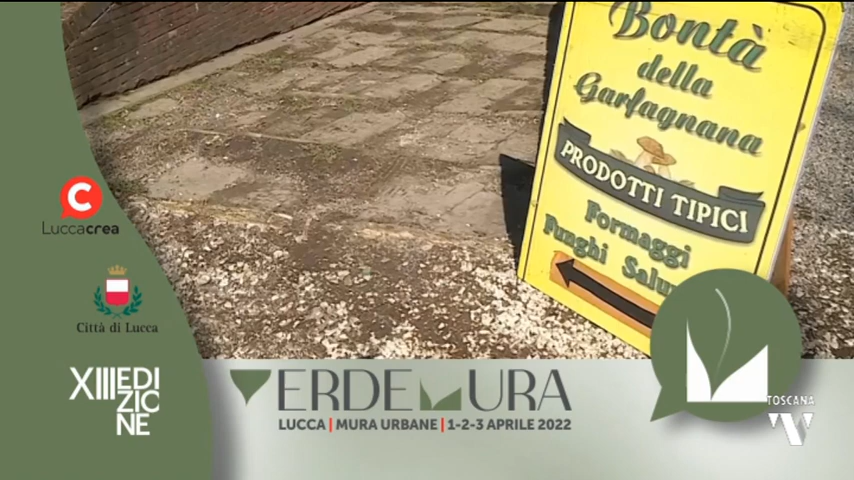 Bontà
della
Garfagnana
PRODOTTI TIPICI
Formaggi
Funghi
Luccacrea
Città di Lucca
XIII EDI
ZIO
NE
VERDEMURA
LUCCA | MURA URBANE | 1-2-3 APRILE 2022
TOSCANA
TV